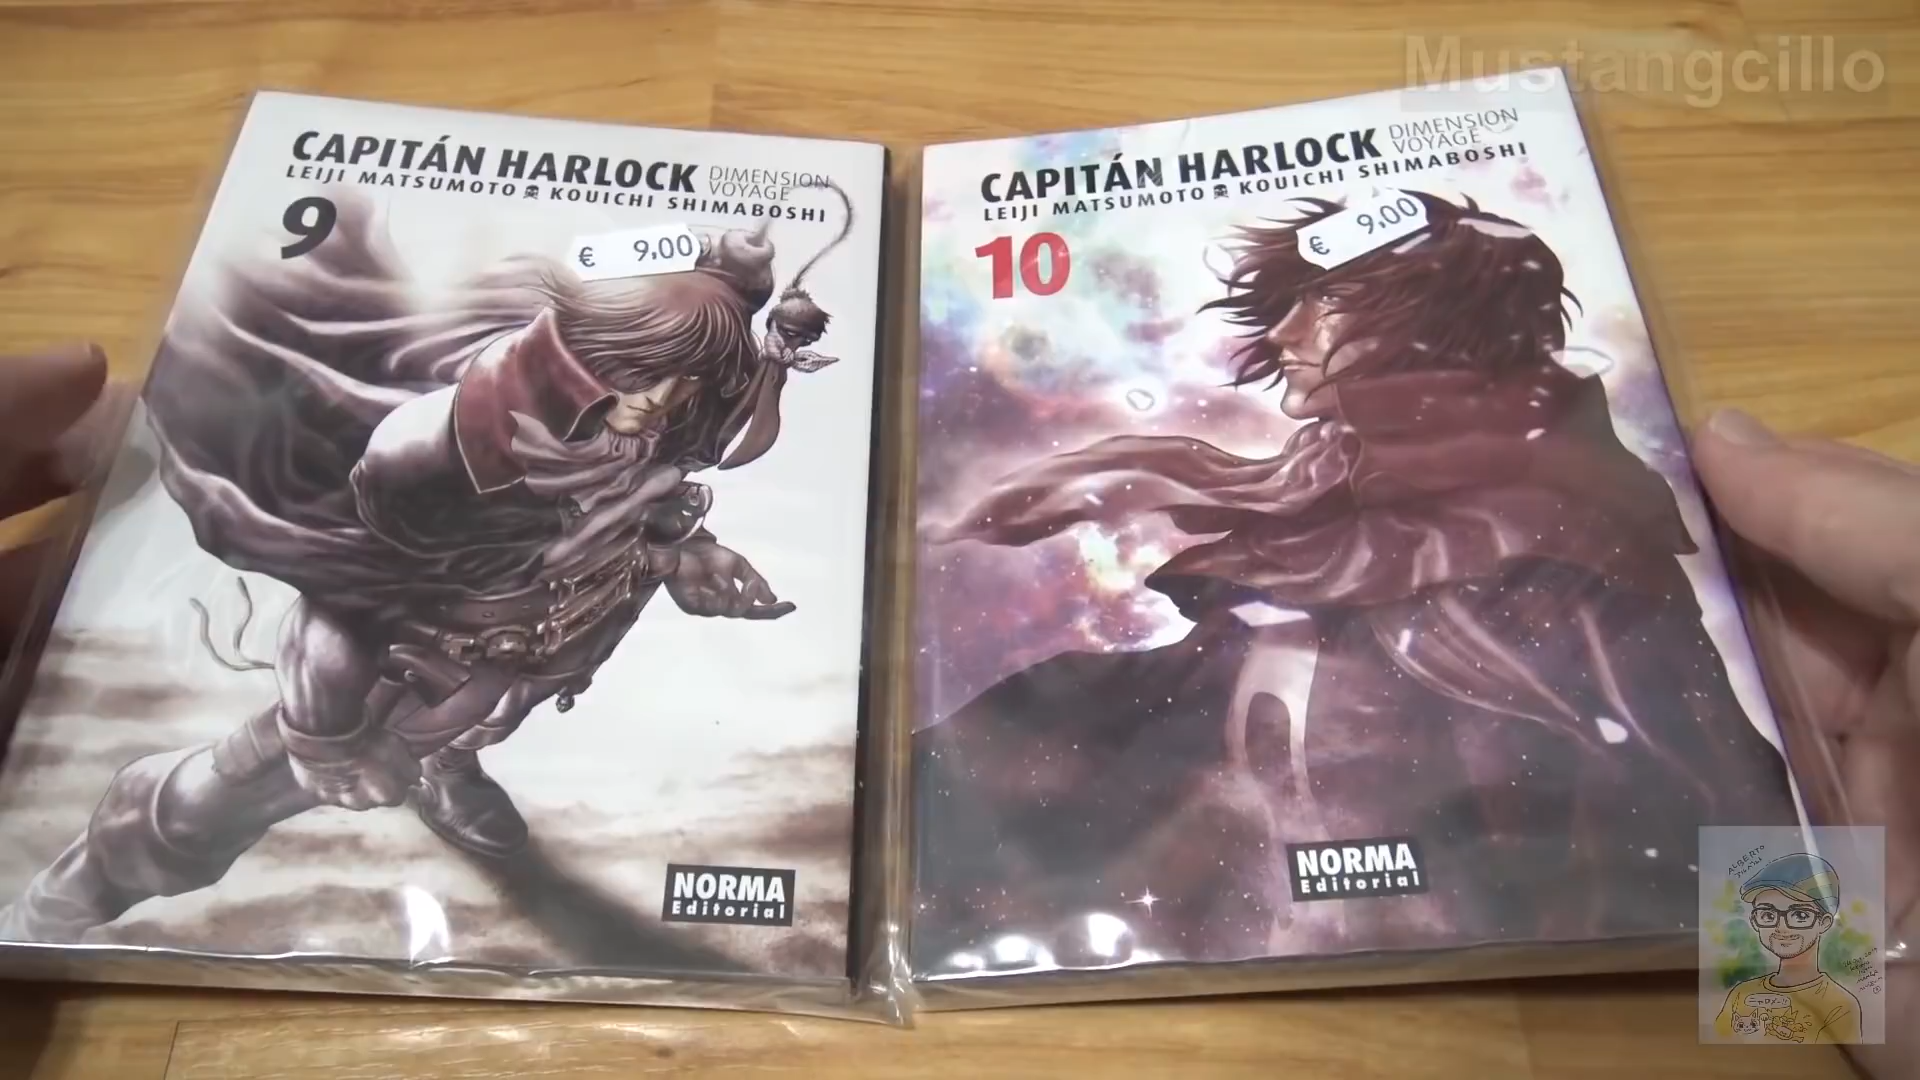 Mustangcillo
CAPITÁN HARLOCK DIMENSION VOYAGE
LEIJI MATSUMOTO KOUICHI SHIMABOSHI
9
€ 9,00
NORMA
Editorial
CAPITÁN HARLOCK DIMENSION VOYAGE
LEIJI MATSUMOTO KOUICHI SHIMABOSHI
10
€ 9,00
NORMA
Editorial
ALBERTO